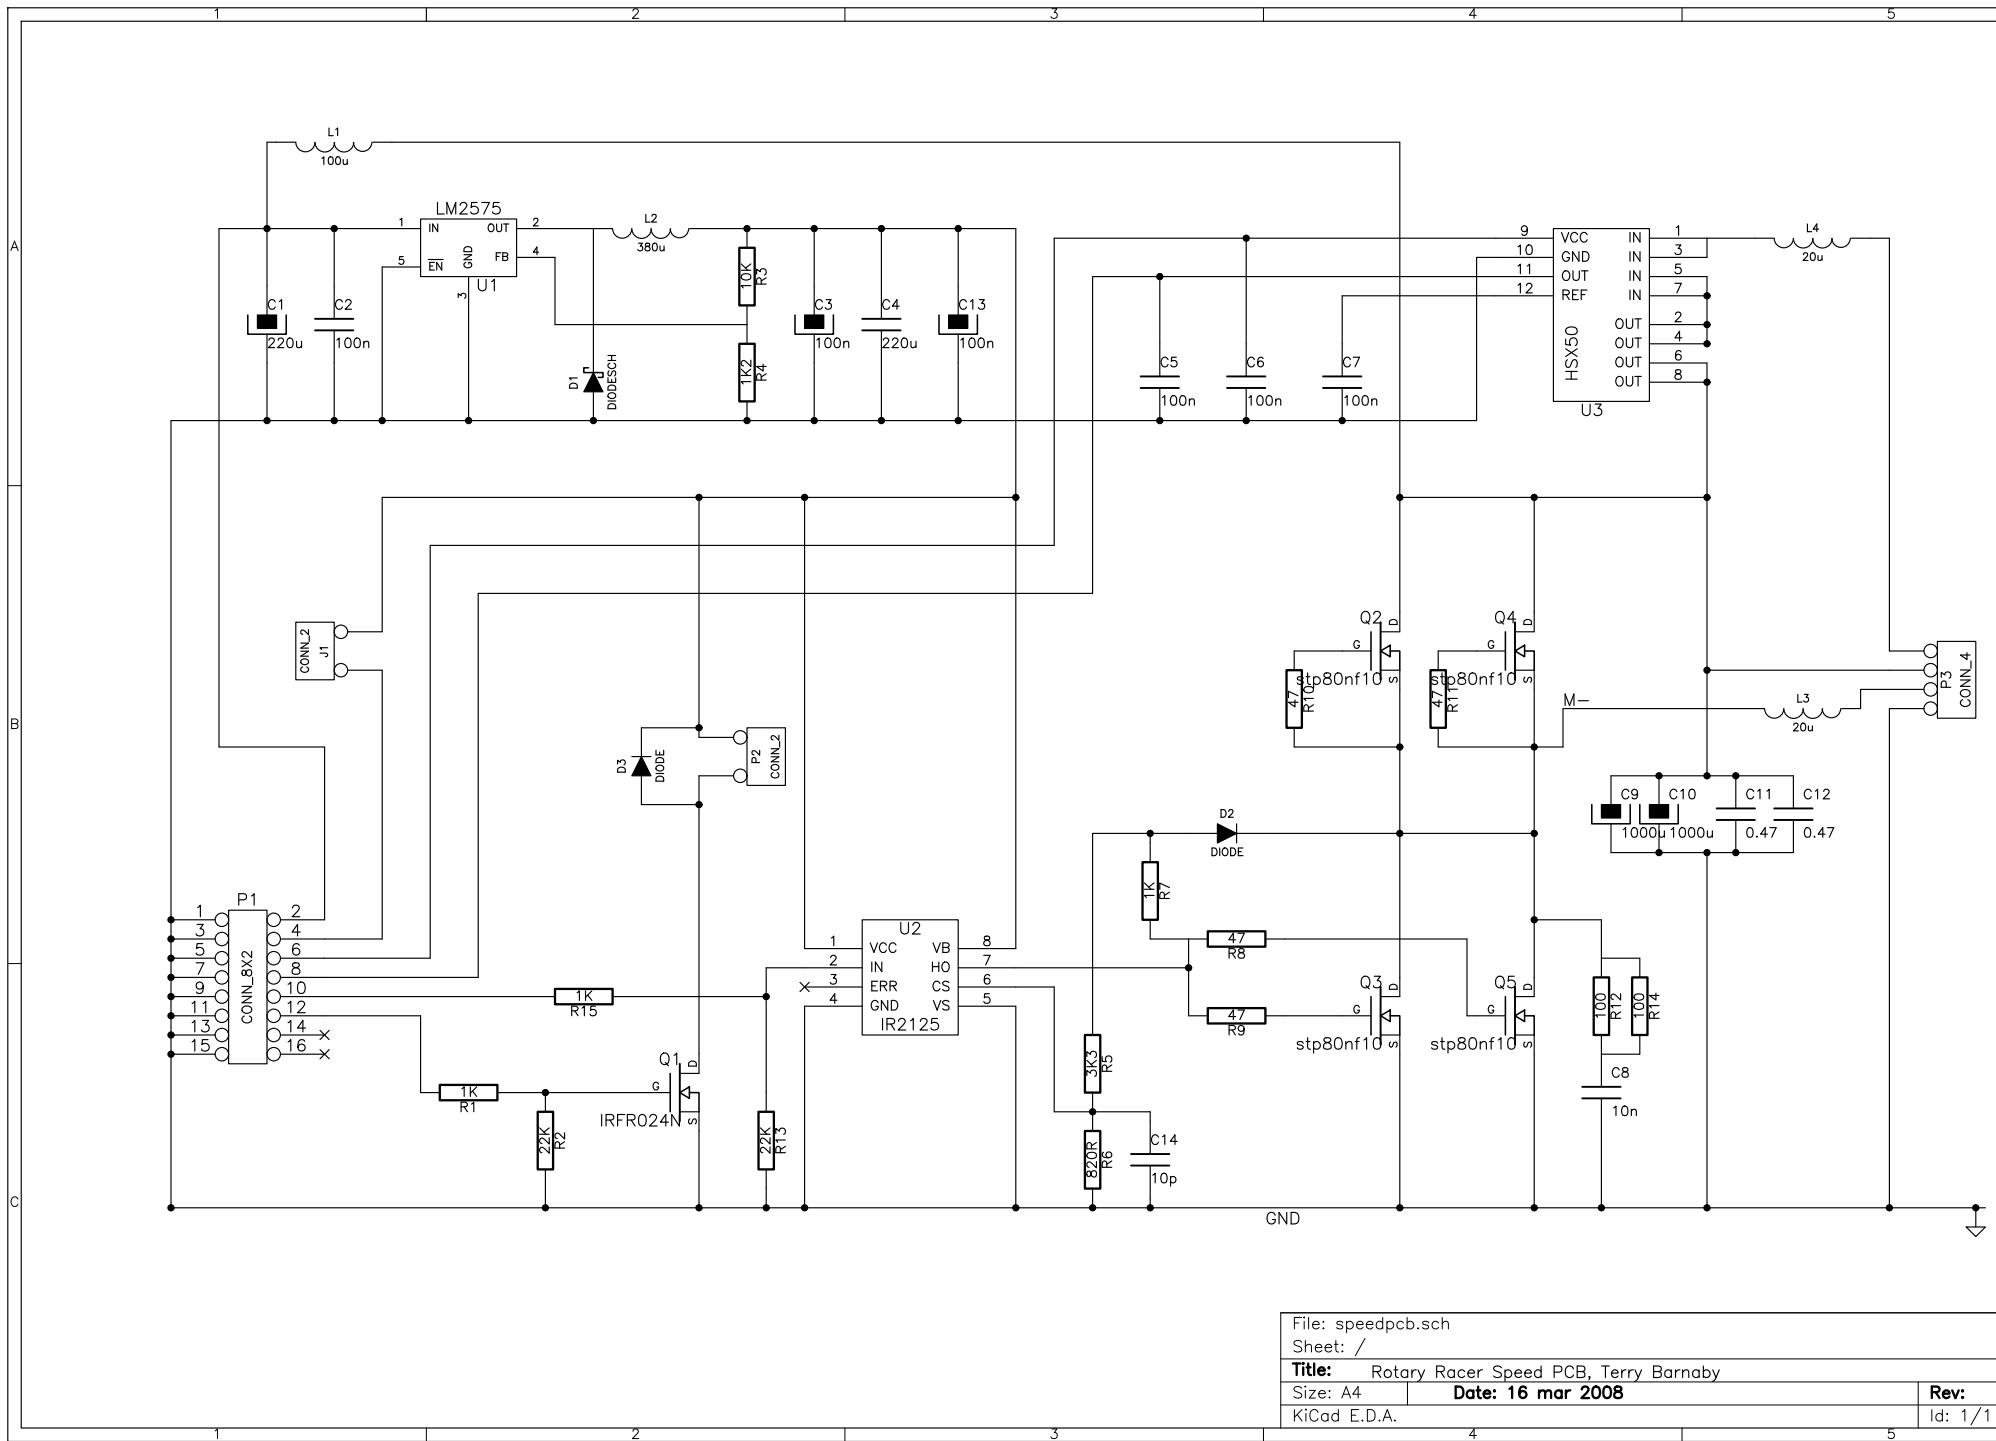 1 2 3 4 5
A
B
C
L1
100u
LM2575
1 IN OUT 2
5 EN GND FB 4
3
U1
L2
380u
10K R3
1K2 R4
C1
220u
C2
100n
D1
DIODESCH
C3
100n
C4
220u
C13
100n
C5
100n
C6
100n
C7
100n
9 VCC IN 1
10 GND IN 3
11 OUT IN 5
12 REF IN 7
OUT 2
OUT 4
OUT 6
OUT 8
HSX50
U3
L4
20u
CONN_2
J1
Q2
D
G
S
stp80nf10
47 R10
Q4
D
G
S
stp80nf10
47 R11
M-
L3
20u
P3
CONN_4
D3
DIODE
P2
CONN_2
C9
1000u
C10
1000u
C11
0.47
C12
0.47
D2
DIODE
1K R7
P1
CONN_8X2
1 2
3 4
5 6
7 8
9 10
11 12
13 14
15 16
1K
R15
U2
1 VCC VB 8
2 IN HO 7
3 ERR CS 6
4 GND VS 5
IR2125
47
R8
47
R9
Q3
D
G
S
stp80nf10
Q5
D
G
S
stp80nf10
100 R12
100 R14
C8
10n
3K3 R5
820R R6
C14
10p
1K
R1
22K R2
Q1
D
G
S
IRFR024N
22K R13
GND
File: speedpcb.sch
Sheet: /
Title: Rotary Racer Speed PCB, Terry Barnaby
Size: A4 Date: 16 mar 2008 Rev:
KiCad E.D.A. Id: 1/1
1 2 3 4 5